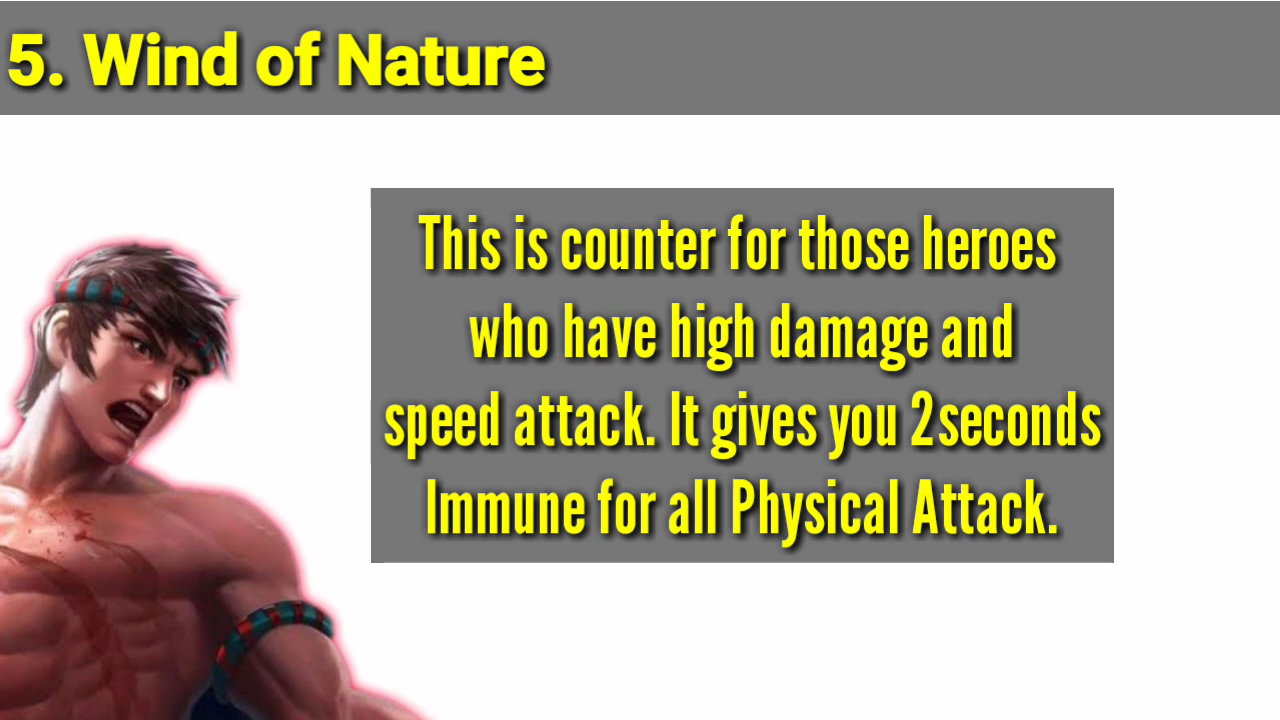 5. Wind of Nature
This is counter for those heroes
who have high damage and
speed attack. It gives you 2seconds
Immune for all Physical Attack.